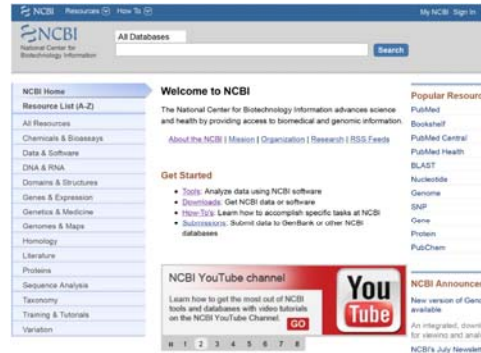 NCBI Resources How To My NCBI Sign In
NCBI
National Center for
Biotechnology Information
All Databases
Search
NCBI Home
Resource List (A-Z)
All Resources
Chemicals & Bioassays
Data & Software
DNA & RNA
Domains & Structures
Genes & Expression
Genetics & Medicine
Genomes & Maps
Homology
Literature
Proteins
Sequence Analysis
Taxonomy
Training & Tutorials
Variation
Welcome to NCBI
The National Center for Biotechnology Information advances science
and health by providing access to biomedical and genomic information.
About the NCBI | Mission | Organization | Research | RSS Feeds
Get Started
Tools: Analyze data using NCBI software
Downloads: Get NCBI data or software
How-To's: Learn how to accomplish specific tasks at NCBI
Submissions: Submit data to GenBank or other NCBI
databases
NCBI YouTube channel
Learn how to get the most out of NCBI
tools and databases with video tutorials
on the NCBI YouTube Channel.
GO
You
Tube
1 2 3 4 5 6 7 8
Popular Resourc
PubMed
Bookshelf
PubMed Central
PubMed Health
BLAST
Nucleotide
Genome
SNP
Gene
Protein
PubChem
NCBI Announce
New version of Geno
available
An integrated, downl
for viewing and anal
NCBI's July Newslet